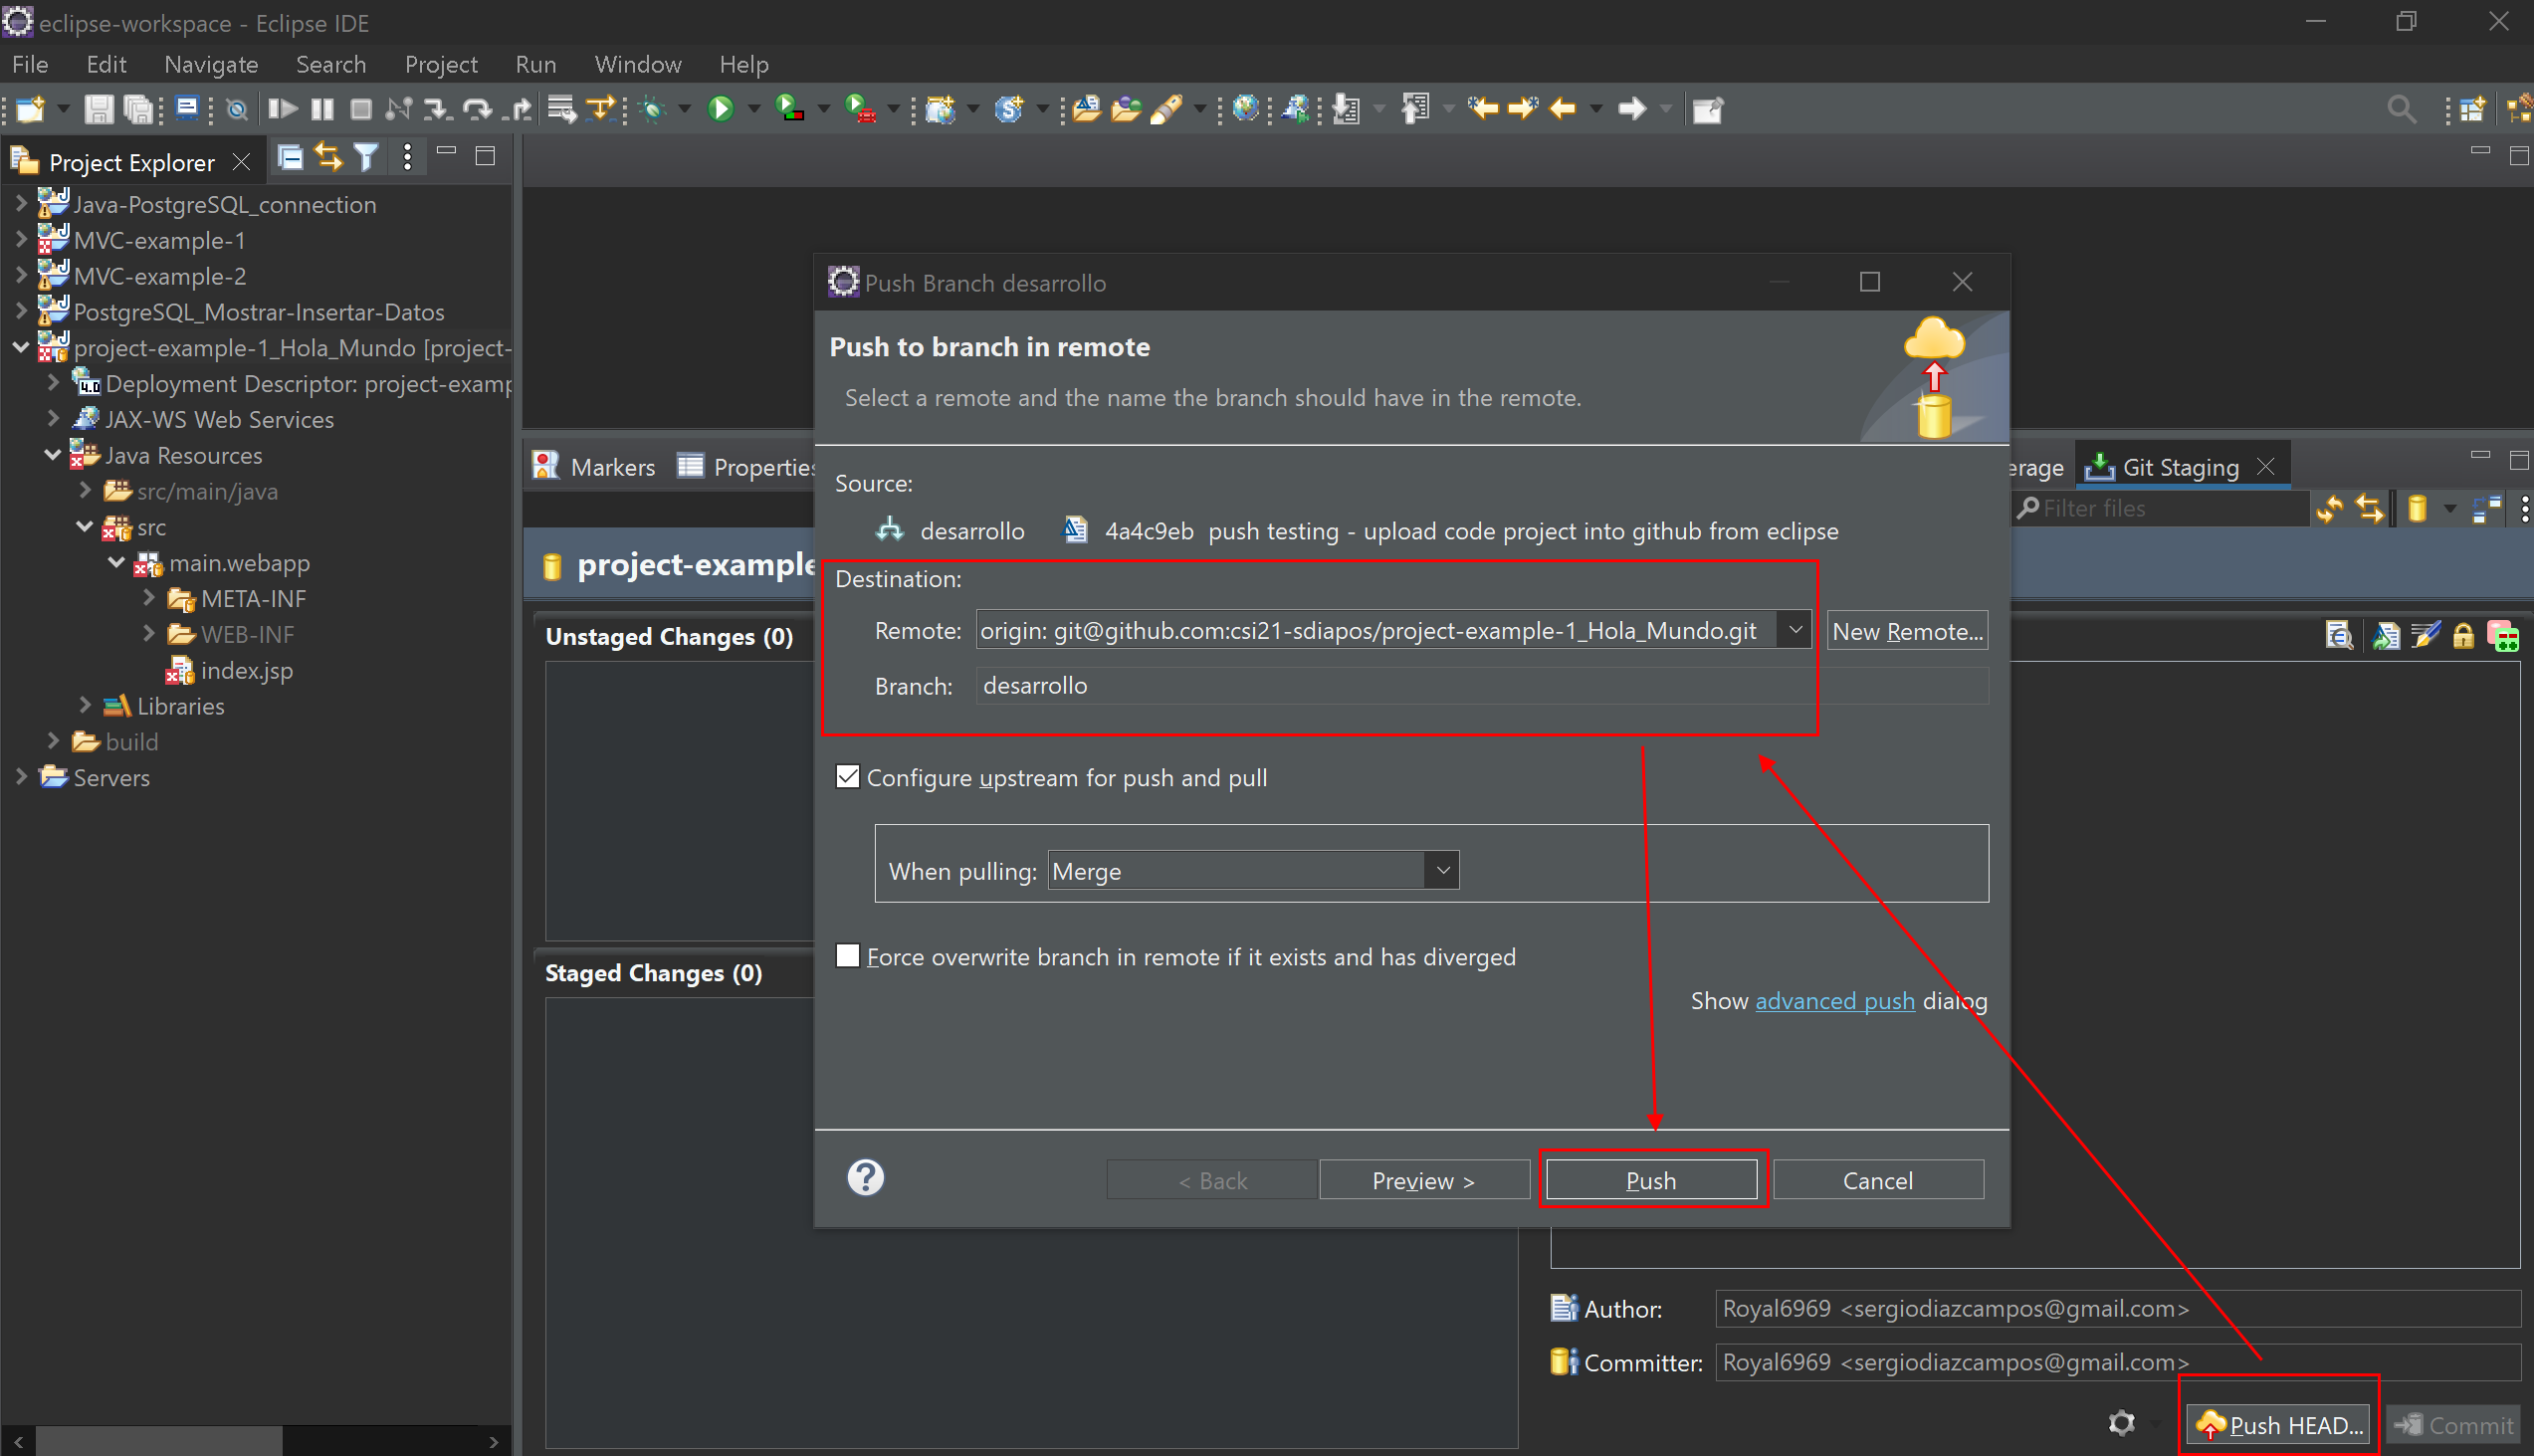 eclipse-workspace - Eclipse IDE
File Edit Navigate Search Project Run Window Help
Project Explorer
Java-PostgreSQL_connection
MVC-example-1
MVC-example-2
PostgreSQL_Mostrar-Insertar-Datos
project-example-1_Hola_Mundo [project-
4.0 Deployment Descriptor: project-examp
JAX-WS Web Services
Java Resources
src/main/java
src
main.webapp
META-INF
WEB-INF
index.jsp
Libraries
build
Servers
Markers Properties
erage Git Staging
Filter files
project-example
Unstaged Changes (0)
Staged Changes (0)
Push Branch desarrollo
Push to branch in remote
Select a remote and the name the branch should have in the remote.
Source:
desarrollo 4a4c9eb push testing - upload code project into github from eclipse
Destination:
Remote: origin: git@github.com:csi21-sdiapos/project-example-1_Hola_Mundo.git New Remote...
Branch: desarrollo
Configure upstream for push and pull
When pulling: Merge
Force overwrite branch in remote if it exists and has diverged
Show advanced push dialog
? < Back Preview > Push Cancel
Author: Royal6969 <sergiodiazcampos@gmail.com>
Committer: Royal6969 <sergiodiazcampos@gmail.com>
Push HEAD... Commit